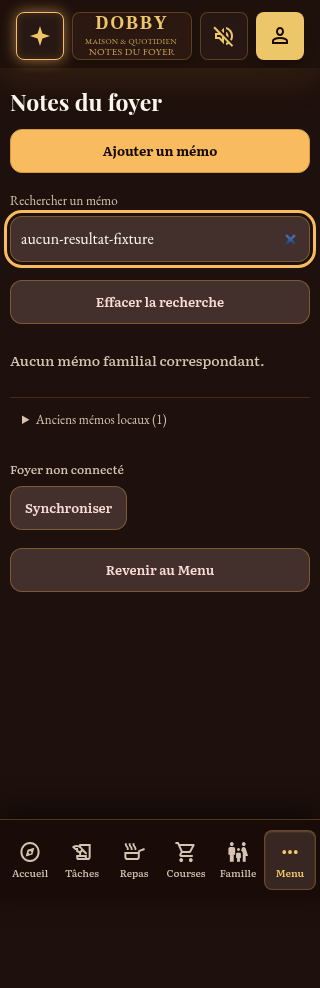 DOBBY
MAISON & QUOTIDIEN
NOTES DU FOYER
Notes du foyer
Ajouter un mémo
Rechercher un mémo
aucun-resultat-fixture
Effacer la recherche
Aucun mémo familial correspondant.
Anciens mémos locaux (1)
Foyer non connecté
Synchroniser
Revenir au Menu
Accueil Tâches Repas Courses Famille Menu